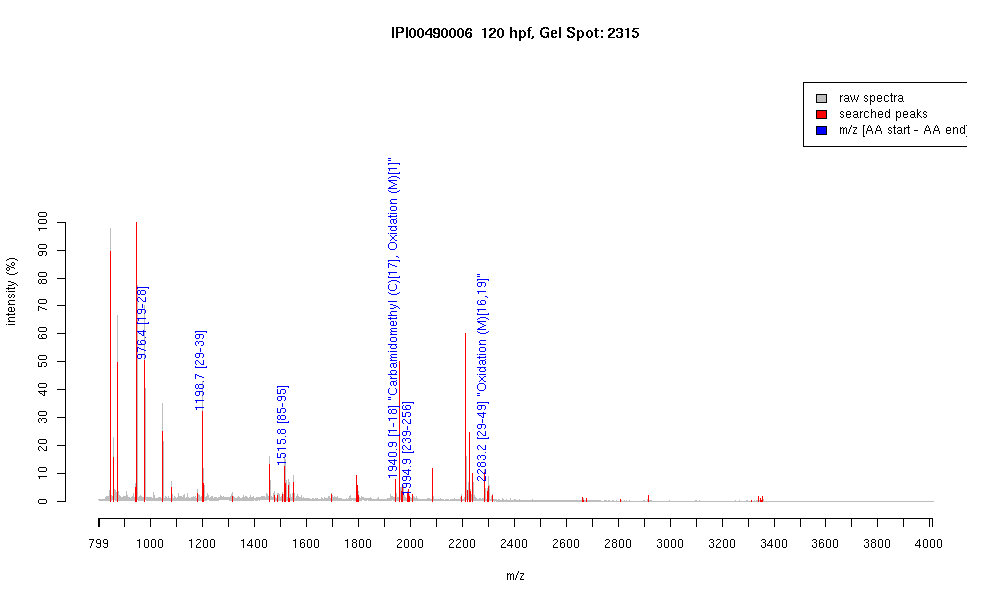 IPI00490006 120 hpf, Gel Spot: 2315
raw spectra
searched peaks
m/z [AA start - AA end]
intensity (%)
100
90
80
70
60
50
40
30
20
10
0
976.4 [19-28]
1198.7 [29-39]
1515.8 [85-95]
1940.9 [1-18] "Carbamidomethyl (C)[17], Oxidation (M)[1]"
1994.9 [239-256]
2283.2 [29-49] "Oxidation (M)[16,19]"
799 1000 1200 1400 1600 1800 2000 2200 2400 2600 2800 3000 3200 3400 3600 3800 4000
m/z